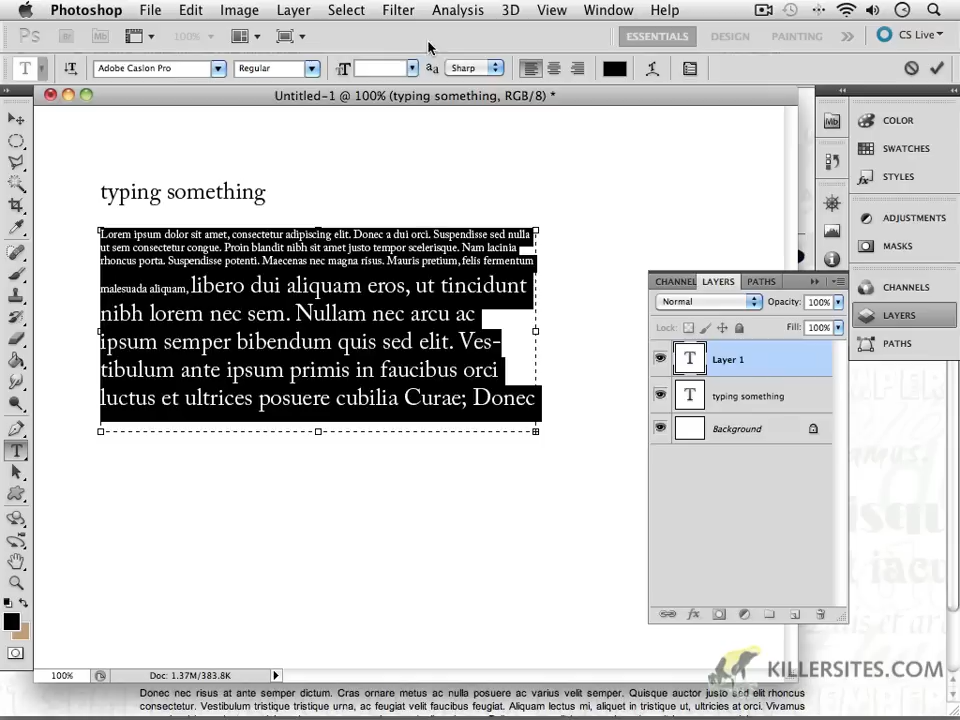 Photoshop File Edit Image Layer Select Filter Analysis 3D View Window Help
Ps Br Mb 100% ESSENTIALS DESIGN PAINTING CS Live
T Adobe Caslon Pro Regular Sharp
Untitled-1 @ 100% (typing something, RGB/8) *
typing something
Lorem ipsum dolor sit amet, consectetur adipiscing elit. Donec a dui orci. Suspendisse sed nulla
ut sem consectetur congue. Proin blandit nibh sit amet justo tempor scelerisque. Nam lacinia
rhoncus porta. Suspendisse potenti. Maecenas nec magna risus. Mauris pretium, felis fermentum
malesuada aliquam, libero dui aliquam eros, ut tincidunt
nibh lorem nec sem. Nullam nec arcu ac
ipsum semper bibendum quis sed elit. Ves-
tibulum ante ipsum primis in faucibus orci
luctus et ultrices posuere cubilia Curae; Donec
Mb
COLOR
SWATCHES
STYLES
ADJUSTMENTS
MASKS
CHANNELS
LAYERS
PATHS
CHANNEL LAYERS PATHS
Normal Opacity: 100%
Lock: Fill: 100%
T Layer 1
T typing something
Background
100% Doc: 1.37M/383.8K
KILLERSITES.COM
Donec nec risus at ante semper dictum. Cras ornare metus ac nulla posuere ac varius velit semper. Quisque auctor justo sed elit risus
consectetur. Vestibulum tristique tristique urna, ac feugiat velit feugiat feugiat. Aliquam lectus mi, aliquet in tristique ut, ultricies at orci.